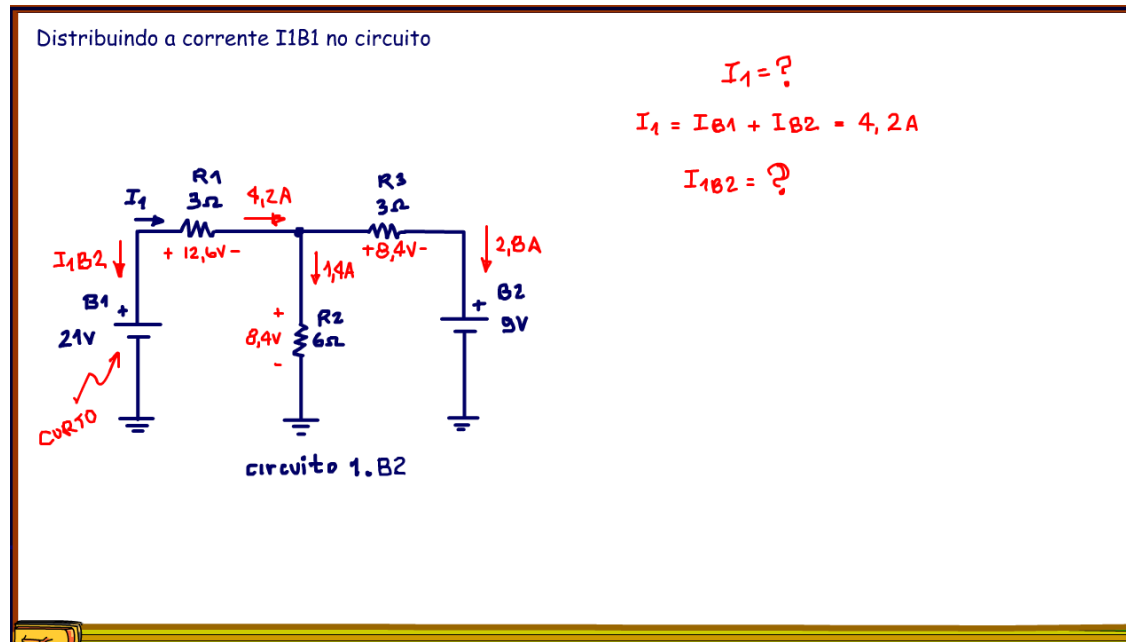 Distribuindo a corrente I1B1 no circuito
I1 = ?
I1 = IB1 + IB2 = 4,2A
I1B2 = ?
R1
3Ω
4,2A
R3
3Ω
I1
+ 12,6V -
+8,4V-
I1B2
1,4A
2,8A
B1 +
21V
+
8,4V
-
R2
6Ω
+ B2
9V
CURTO
circuito 1.B2